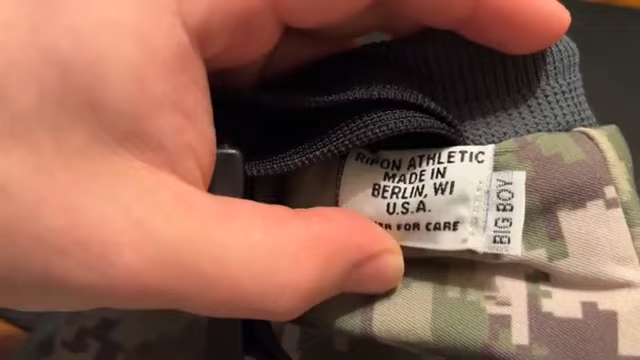 RIPON ATHLETIC
MADE IN
BERLIN, WI
U.S.A.
FOR CARE
BIG BOY